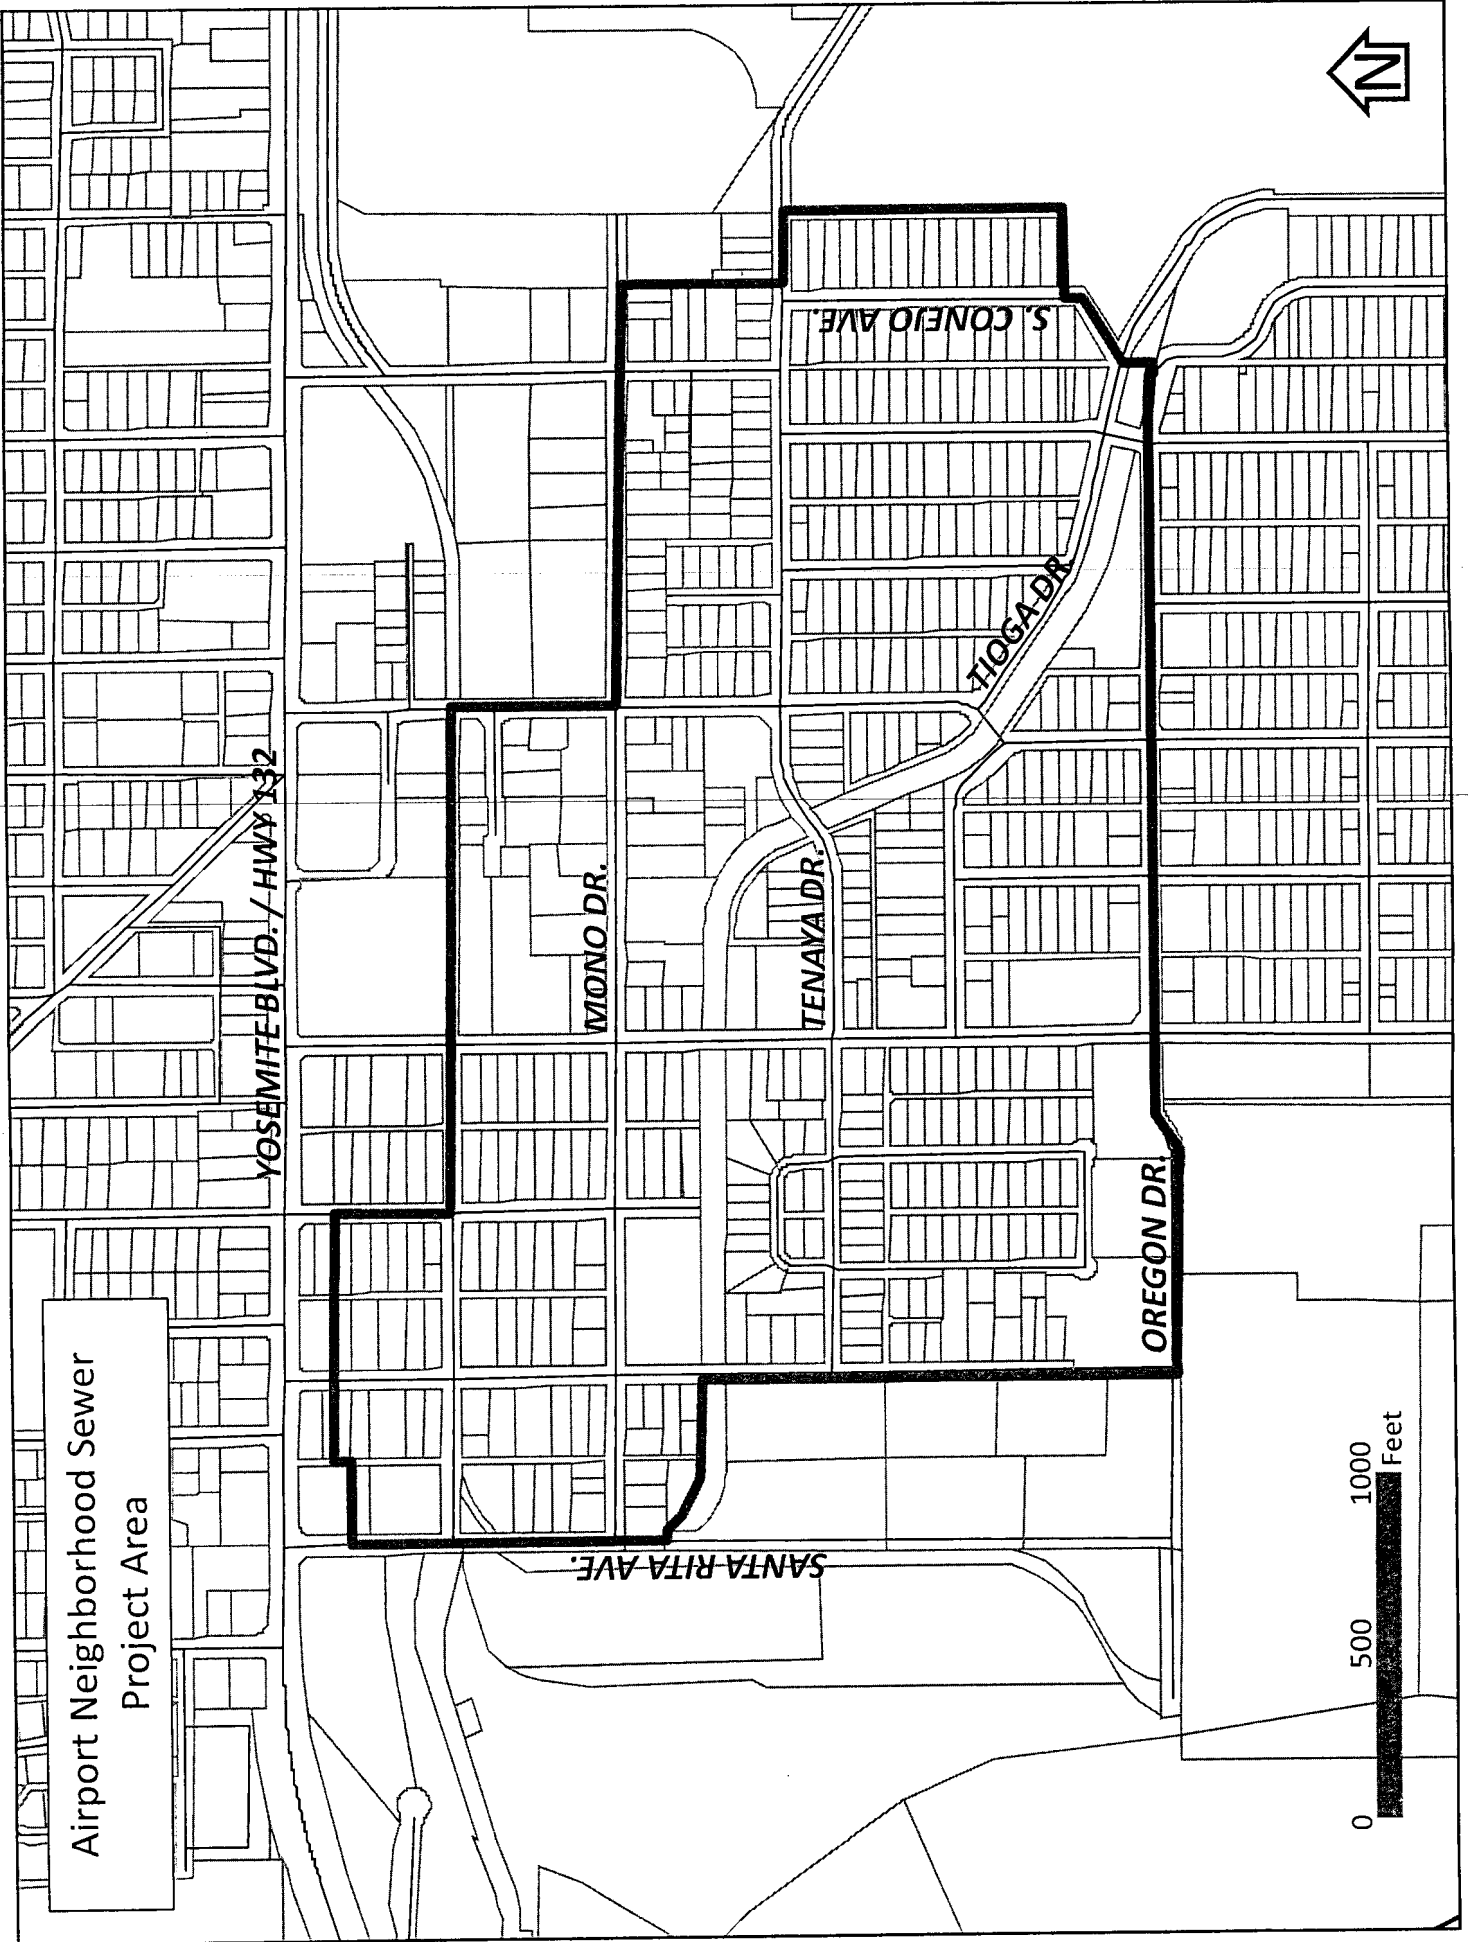 Airport Neighborhood Sewer
Project Area
YOSEMITE BLVD. / HWY 132
MONO DR.
TENAYA DR.
TIOGA DR.
S. CONEJO AVE.
SANTA RITA AVE.
OREGON DR.
0 500 1000
Feet
N